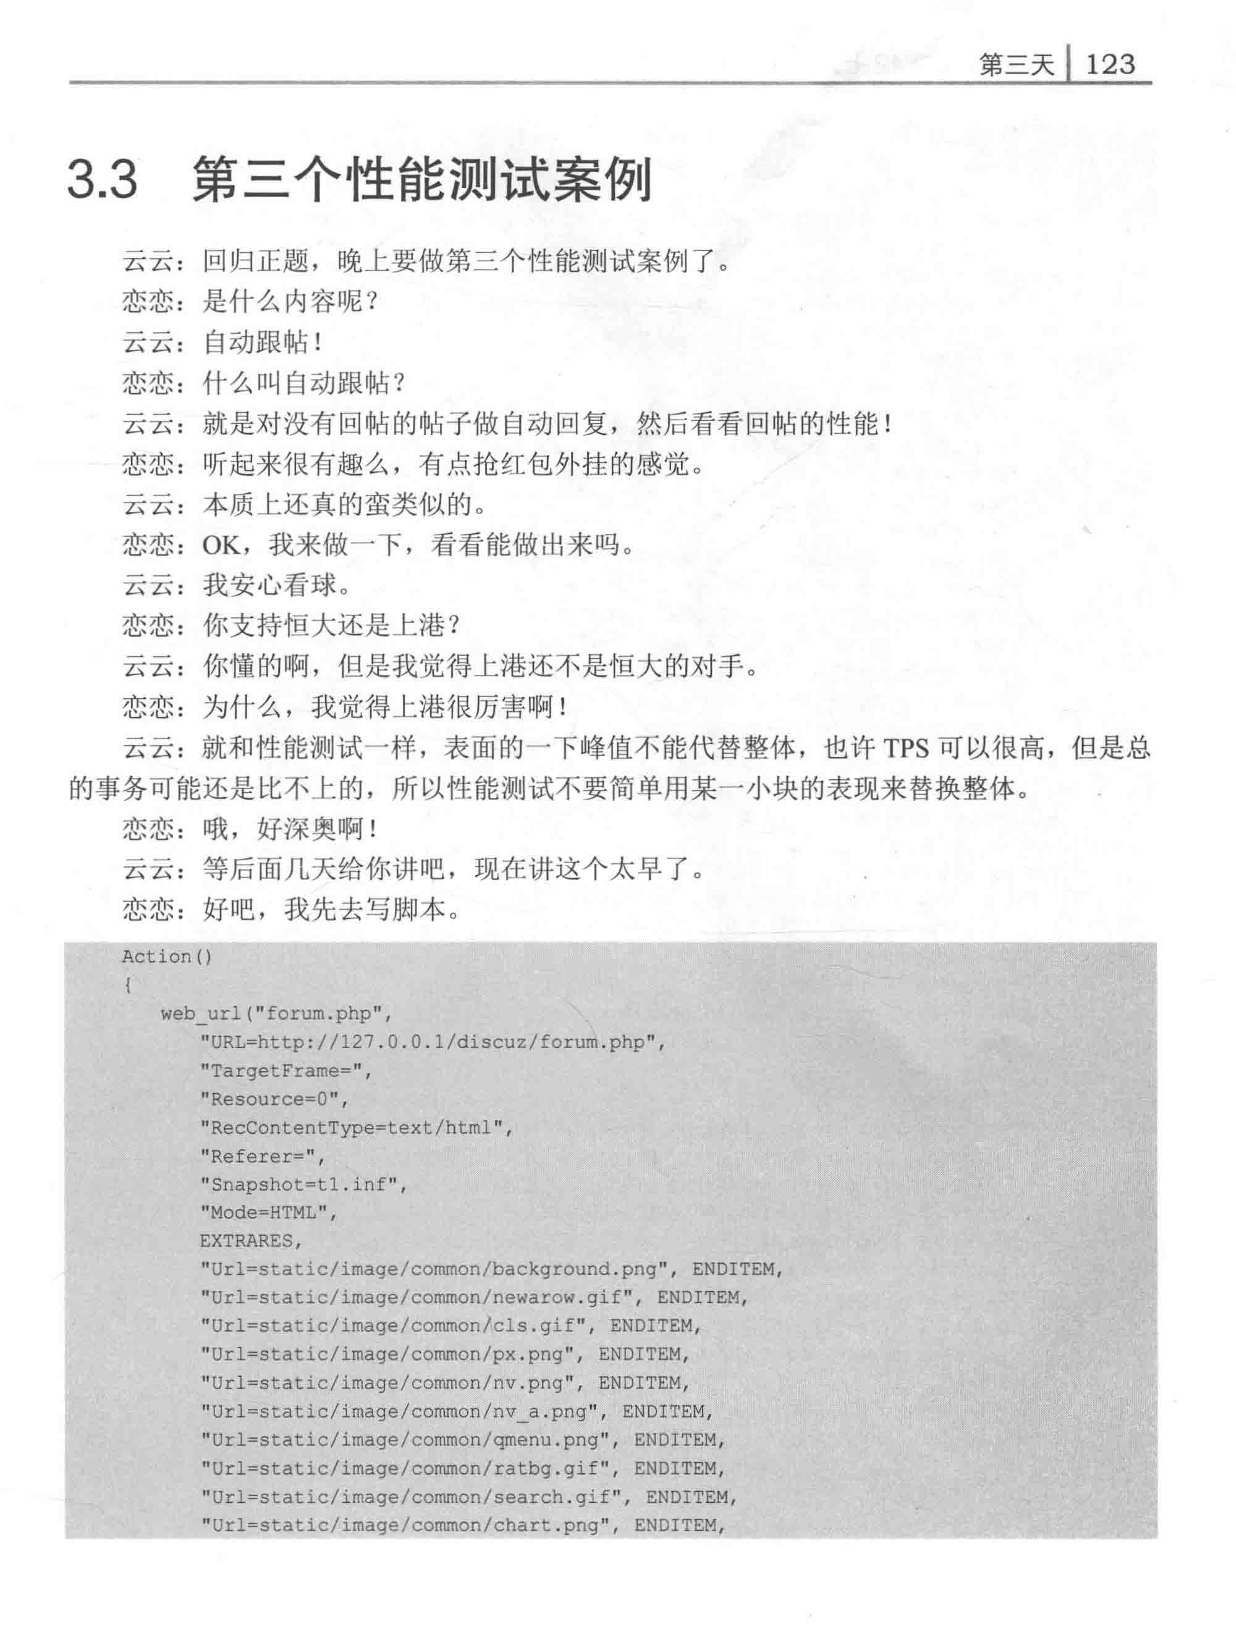 第三天 | 123
3.3 第三个性能测试案例
云云：回归正题，晚上要做第三个性能测试案例了。
恋恋：是什么内容呢？
云云：自动跟帖！
恋恋：什么叫自动跟帖？
云云：就是对没有回帖的帖子做自动回复，然后看看回帖的性能！
恋恋：听起来很有趣么，有点抢红包外挂的感觉。
云云：本质上还真的蛮类似的。
恋恋：OK，我来做一下，看看能做出来吗。
云云：我安心看球。
恋恋：你支持恒大还是上港？
云云：你懂的啊，但是我觉得上港还不是恒大的对手。
恋恋：为什么，我觉得上港很厉害啊！
云云：就和性能测试一样，表面的一下峰值不能代替整体，也许 TPS 可以很高，但是总
的事务可能还是比不上的，所以性能测试不要简单用某一小块的表现来替换整体。
恋恋：哦，好深奥啊！
云云：等后面几天给你讲吧，现在讲这个太早了。
恋恋：好吧，我先去写脚本。
Action()
{
web_url("forum.php",
"URL=http://127.0.0.1/discuz/forum.php",
"TargetFrame=",
"Resource=0",
"RecContentType=text/html",
"Referer=",
"Snapshot=t1.inf",
"Mode=HTML",
EXTRARES,
"Url=static/image/common/background.png", ENDITEM,
"Url=static/image/common/newarow.gif", ENDITEM,
"Url=static/image/common/cls.gif", ENDITEM,
"Url=static/image/common/px.png", ENDITEM,
"Url=static/image/common/nv.png", ENDITEM,
"Url=static/image/common/nv_a.png", ENDITEM,
"Url=static/image/common/qmenu.png", ENDITEM,
"Url=static/image/common/ratbg.gif", ENDITEM,
"Url=static/image/common/search.gif", ENDITEM,
"Url=static/image/common/chart.png", ENDITEM,